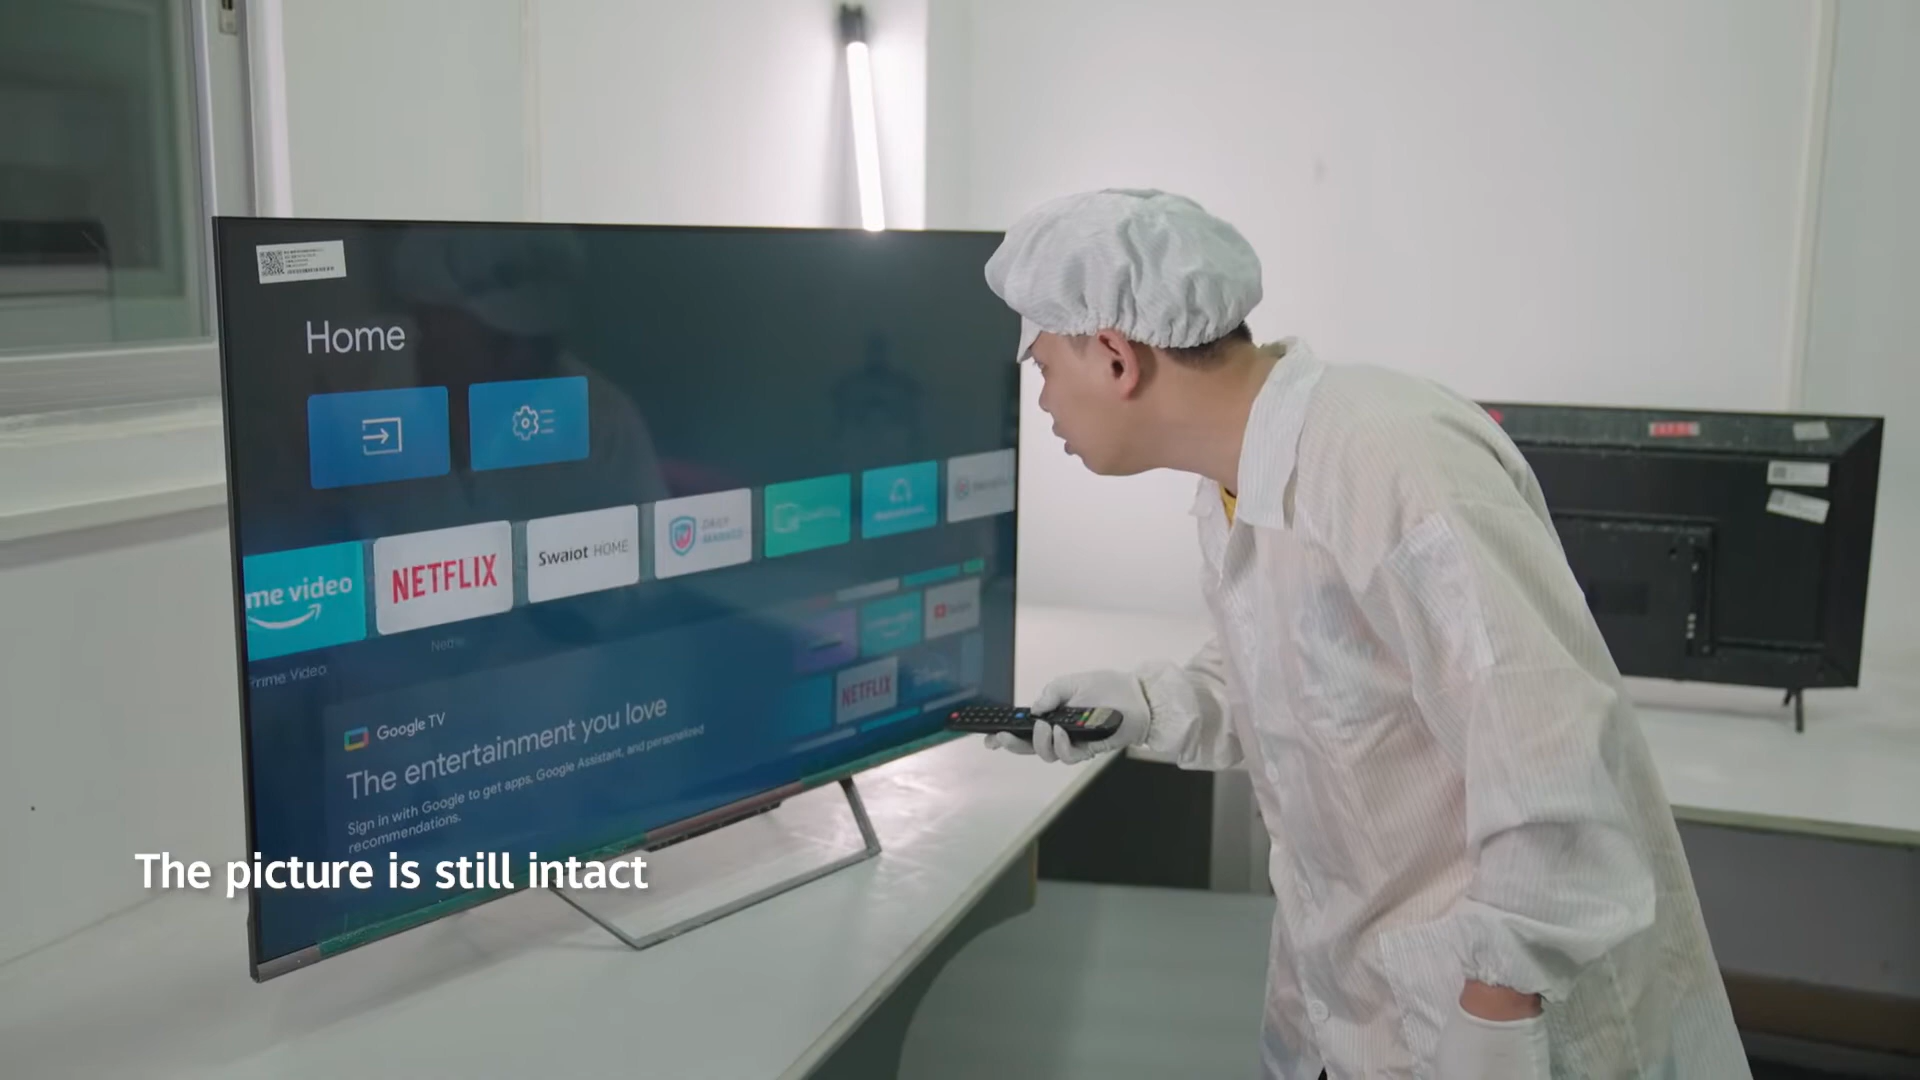 Home
me video
NETFLIX
Swaiot HOME
DAILY
Prime Video
NETFLIX
Google TV
The entertainment you love
Sign in with Google to get apps, Google Assistant, and personalized
recommendations.
The picture is still intact